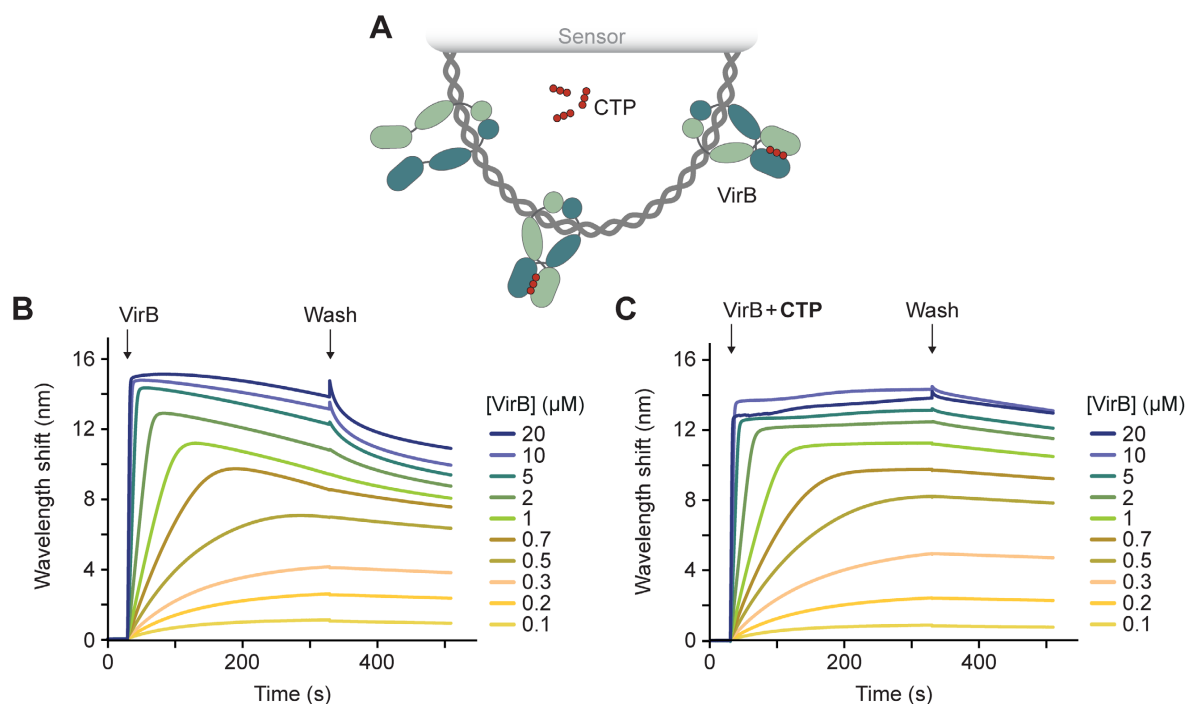 A
Sensor
CTP
VirB
B
VirB
Wash
16
12
8
4
0
0
200
400
Wavelength shift (nm)
Time (s)
[VirB] (µM)
20
10
5
2
1
0.7
0.5
0.3
0.2
0.1
C
VirB + CTP
Wash
16
12
8
4
0
0
200
400
Wavelength shift (nm)
Time (s)
[VirB] (µM)
20
10
5
2
1
0.7
0.5
0.3
0.2
0.1